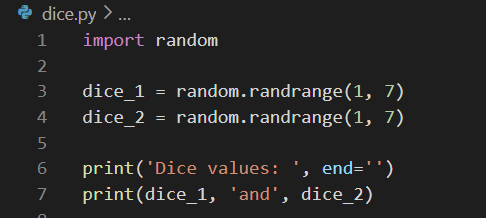 dice.py > ...
1 import random
2
3 dice_1 = random.randrange(1, 7)
4 dice_2 = random.randrange(1, 7)
5
6 print('Dice values: ', end='')
7 print(dice_1, 'and', dice_2)